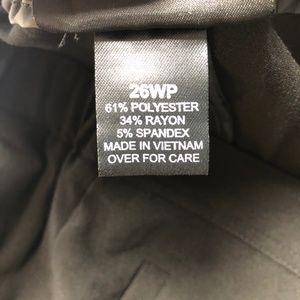 26WP
61% POLYESTER
34% RAYON
5% SPANDEX
MADE IN VIETNAM
OVER FOR CARE